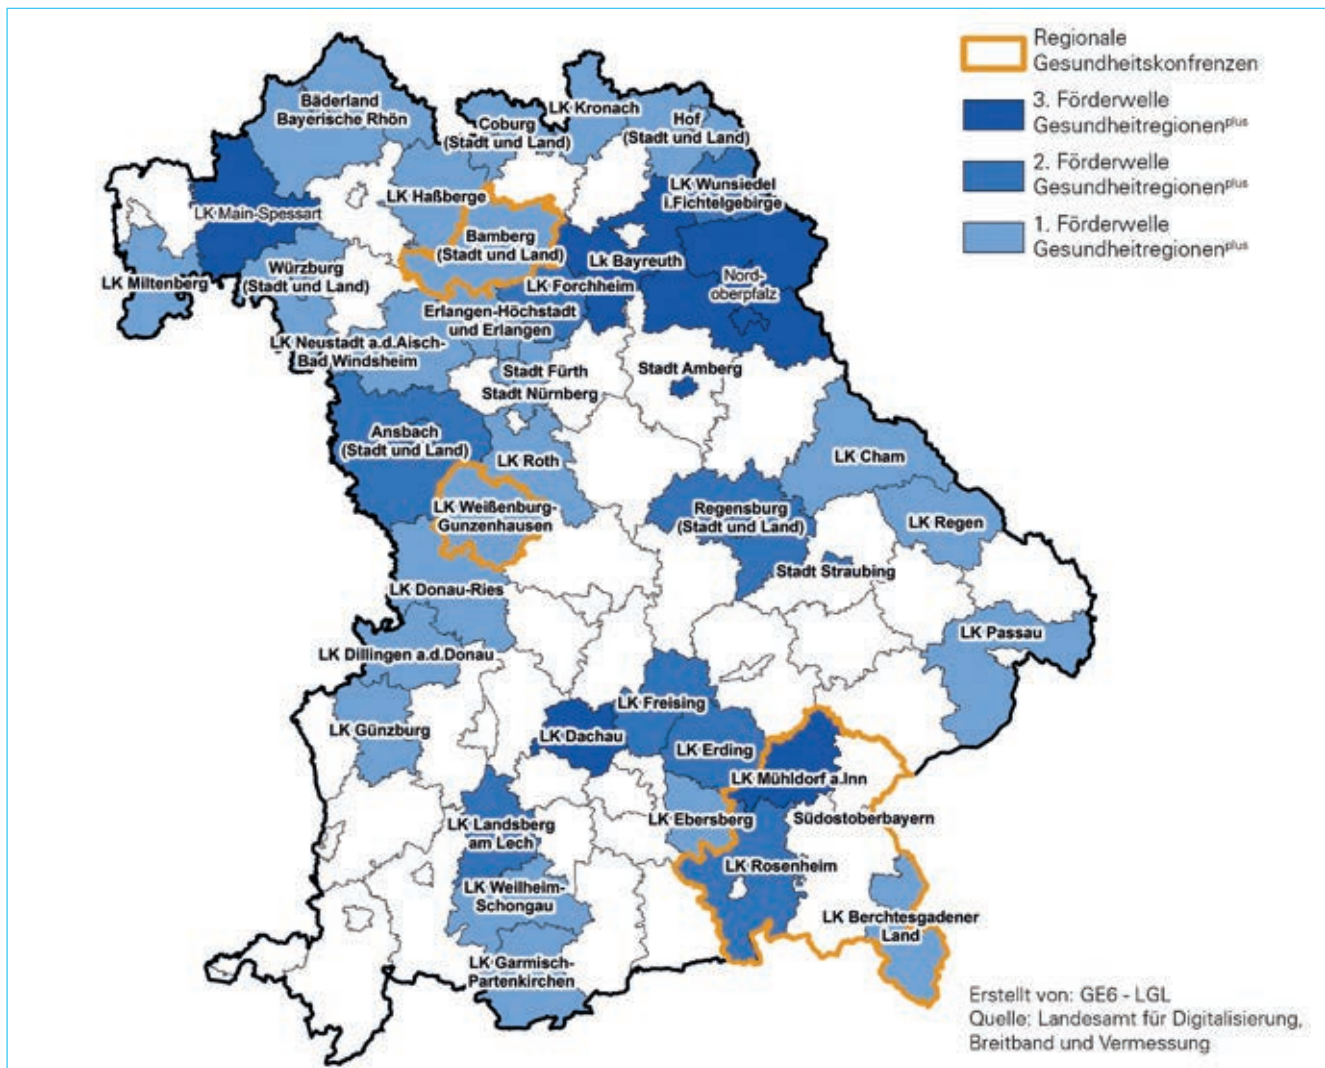 Regionale
Gesundheitskonfrenzen
3. Förderwelle
Gesundheitregionenplus
2. Förderwelle
Gesundheitregionenplus
1. Förderwelle
Gesundheitregionenplus
Bäderland
Bayerische Rhön
LK Kronach
Coburg
(Stadt und Land)
Hof
(Stadt und Land)
LK Haßberge
LK Wunsiedel
i.Fichtelgebirge
LK Main-Spessart
Bamberg
(Stadt und Land)
Lk Bayreuth
Nord-
oberpfalz
LK Miltenberg
Würzburg
(Stadt und Land)
LK Forchheim
Erlangen-Höchstadt
und Erlangen
LK Neustadt a.d.Aisch-
Bad Windsheim
Stadt Fürth
Stadt Nürnberg
Stadt Amberg
Ansbach
(Stadt und Land)
LK Roth
LK Cham
LK Weißenburg-
Gunzenhausen
Regensburg
(Stadt und Land)
LK Regen
Stadt Straubing
LK Donau-Ries
LK Passau
LK Dillingen a.d.Donau
LK Freising
LK Günzburg
LK Dachau
LK Erding
LK Mühldorf a.Inn
LK Landsberg
am Lech
LK Ebersberg
Südostoberbayern
LK Rosenheim
LK Weilheim-
Schongau
LK Berchtesgadener
Land
LK Garmisch-
Partenkirchen
Erstellt von: GE6 - LGL
Quelle: Landesamt für Digitalisierung,
Breitband und Vermessung